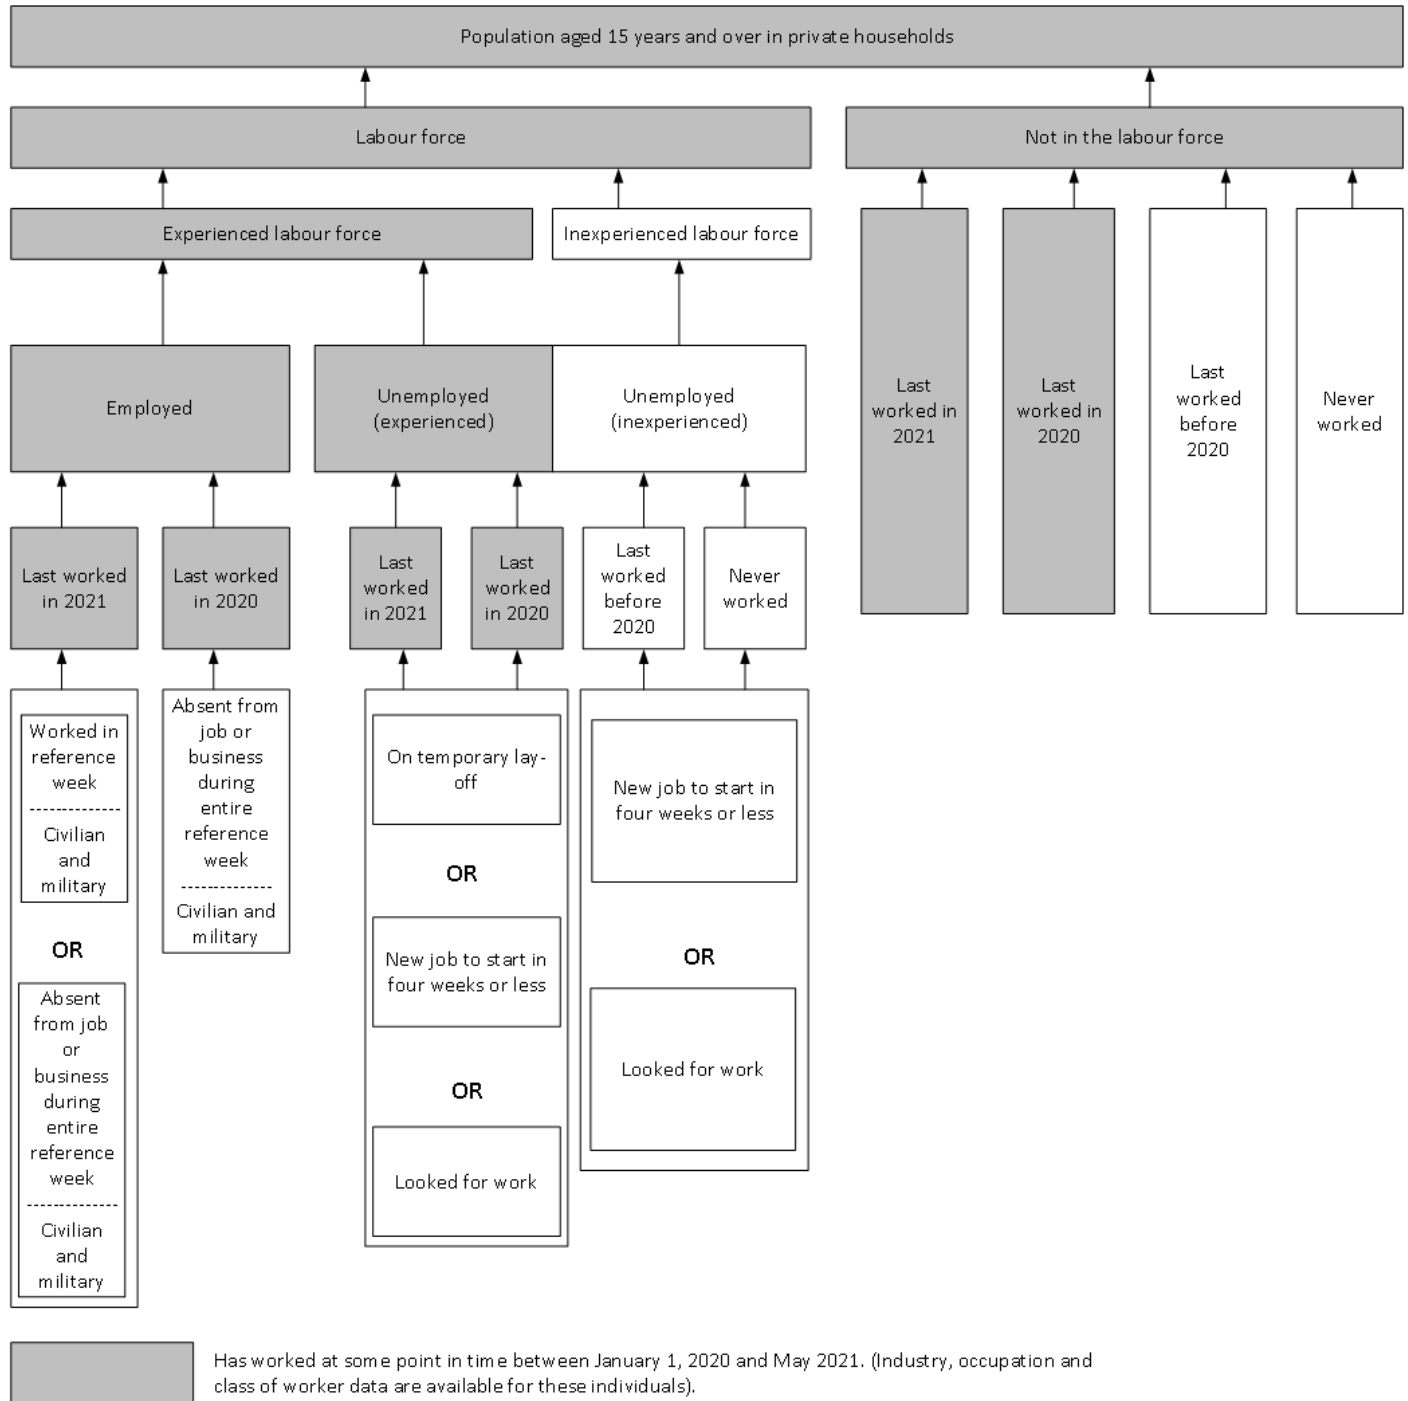 Population aged 15 years and over in private households
Labour force
Not in the labour force
Experienced labour force
Inexperienced labour force
Employed
Unemployed
(experienced)
Unemployed
(inexperienced)
Last
worked in
2021
Last
worked in
2020
Last
worked
before
2020
Never
worked
Last worked
in 2021
Last worked
in 2020
Last
worked
in 2021
Last
worked
in 2020
Last
worked
before
2020
Never
worked
Worked in
reference
week
Civilian
and
military
OR
Absent
from job
or
business
during
entire
reference
week
Civilian
and
military
Absent from
job or
business
during
entire
reference
week
Civilian and
military
On temporary lay-
off
OR
New job to start in
four weeks or less
OR
Looked for work
New job to start in
four weeks or less
OR
Looked for work
Has worked at some point in time between January 1, 2020 and May 2021. (Industry, occupation and
class of worker data are available for these individuals).